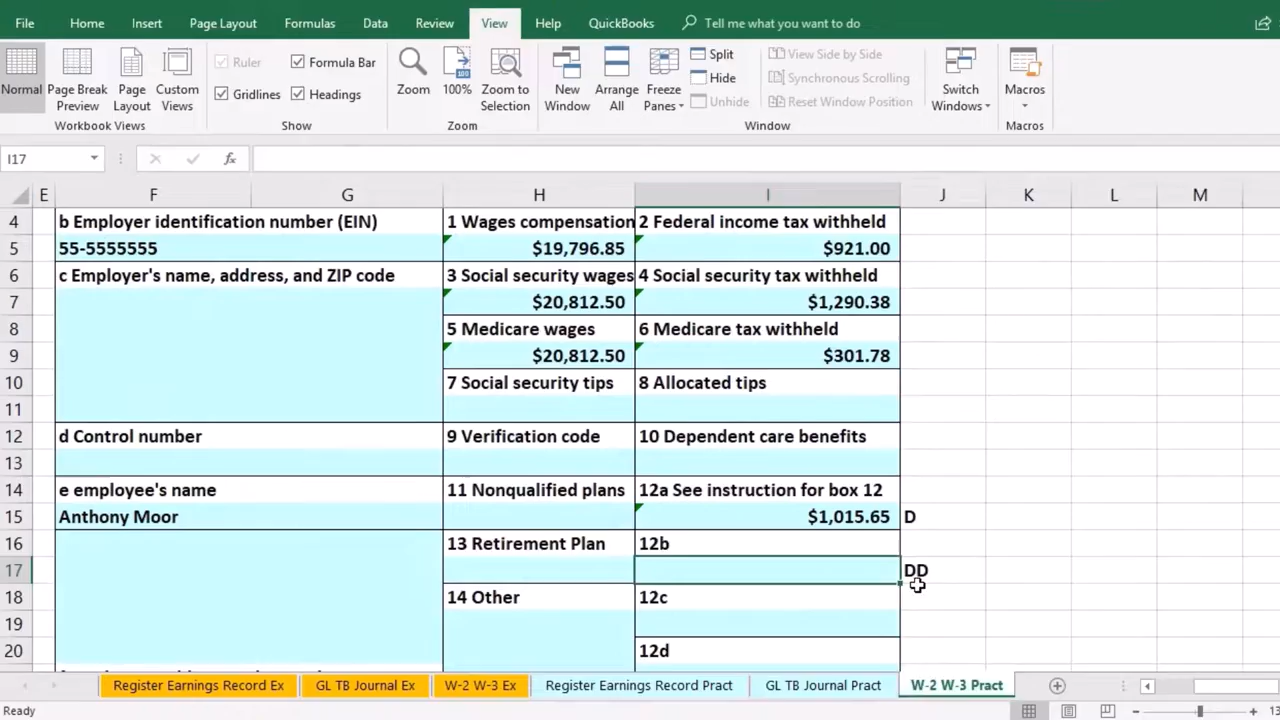 File Home Insert Page Layout Formulas Data Review View Help QuickBooks Tell me what you want to do
Normal
Page Break Preview
Page Layout
Custom Views
Workbook Views
Ruler
Formula Bar
Gridlines
Headings
Show
Zoom
100%
Zoom to Selection
Zoom
New Window
Arrange All
Freeze Panes
Split
Hide
Unhide
View Side by Side
Synchronous Scrolling
Reset Window Position
Window
Switch Windows
Macros
Macros
I17 fx
E F G H I J K L M
4 b Employer identification number (EIN) 1 Wages compensation 2 Federal income tax withheld
5 55-5555555 $19,796.85 $921.00
6 c Employer's name, address, and ZIP code 3 Social security wages 4 Social security tax withheld
7 $20,812.50 $1,290.38
8 5 Medicare wages 6 Medicare tax withheld
9 $20,812.50 $301.78
10 7 Social security tips 8 Allocated tips
11
12 d Control number 9 Verification code 10 Dependent care benefits
13
14 e employee's name 11 Nonqualified plans 12a See instruction for box 12
15 Anthony Moor $1,015.65 D
16 13 Retirement Plan 12b
17 DD
18 14 Other 12c
19
20 12d
Register Earnings Record Ex GL TB Journal Ex W-2 W-3 Ex Register Earnings Record Pract GL TB Journal Pract W-2 W-3 Pract
Ready